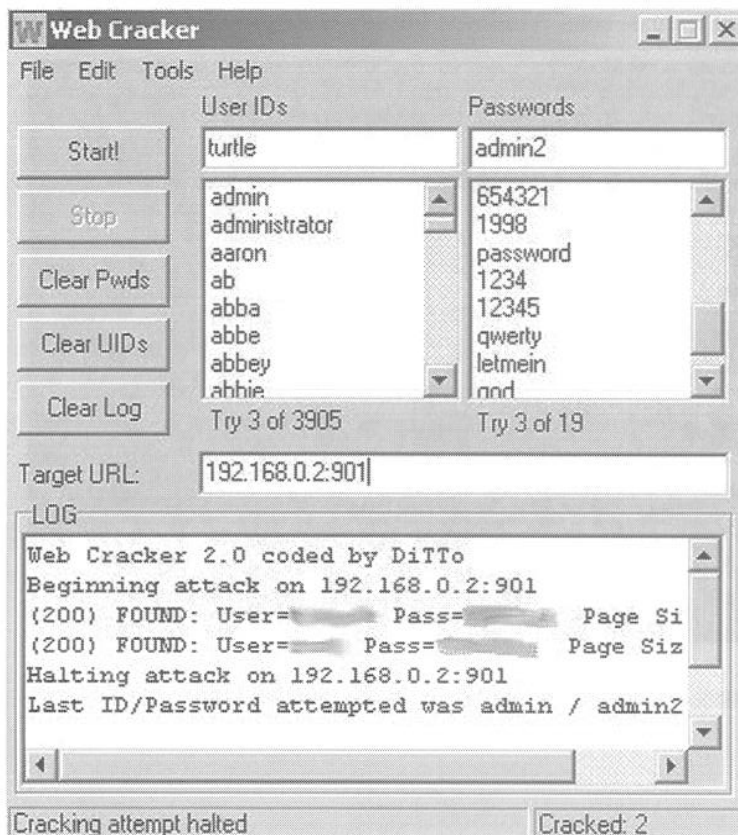 Web Cracker
File Edit Tools Help
User IDs Passwords
Start! turtle admin2
Stop
Clear Pwds
Clear UIDs
Clear Log
admin
administrator
aaron
ab
abba
abbe
abbey
abbie
654321
1998
password
1234
12345
qwerty
letmein
god
Try 3 of 3905 Try 3 of 19
Target URL: 192.168.0.2:901
LOG
Web Cracker 2.0 coded by DiTTo
Beginning attack on 192.168.0.2:901
(200) FOUND: User= Pass= Page Si
(200) FOUND: User= Pass= Page Siz
Halting attack on 192.168.0.2:901
Last ID/Password attempted was admin / admin2
Cracking attempt halted Cracked: 2